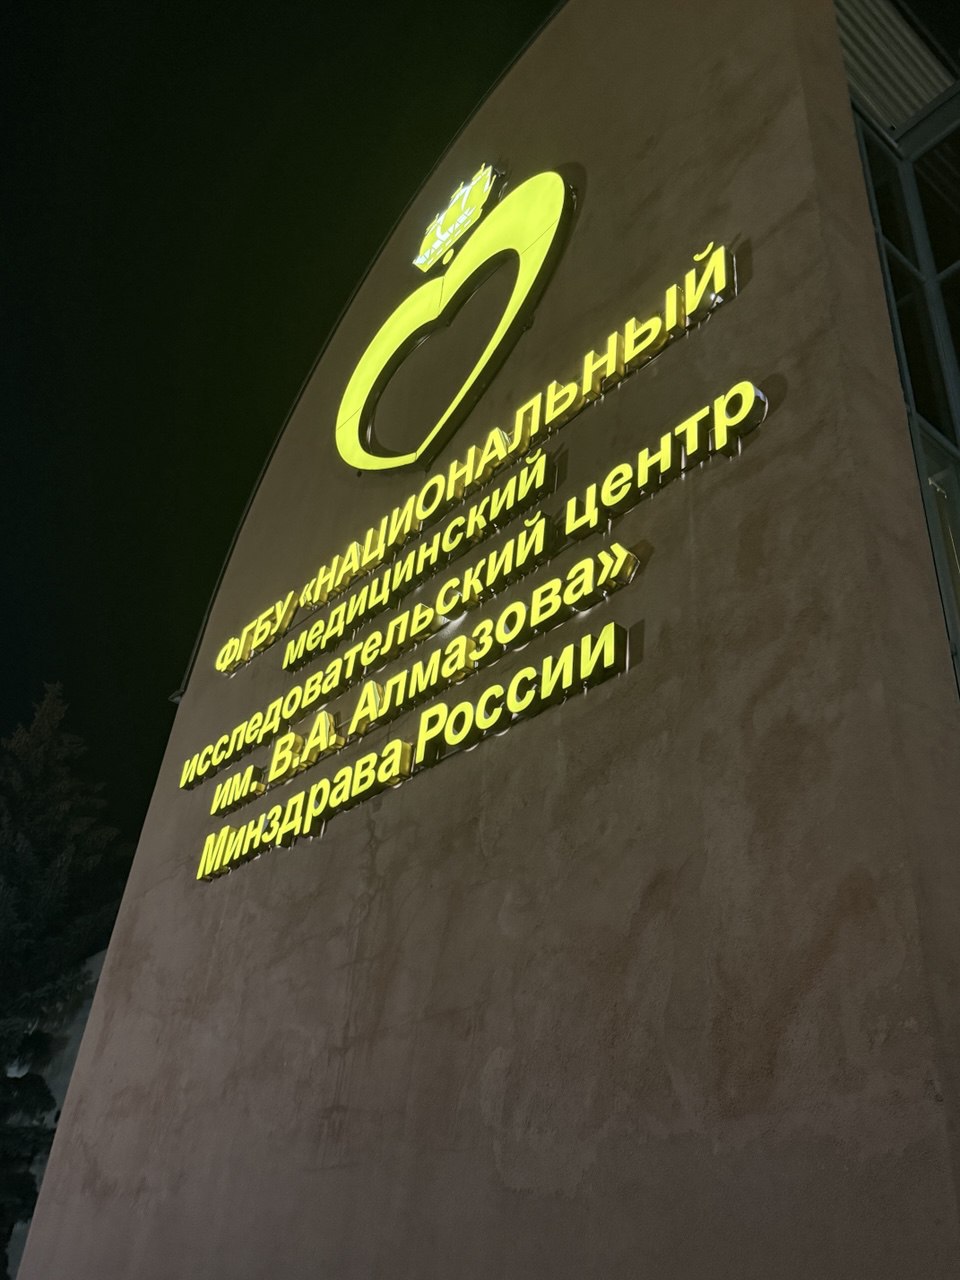 ФГБУ «НАЦИОНАЛЬНЫЙ
медицинский
исследовательский центр
им. В.А. Алмазова»
Минздрава России